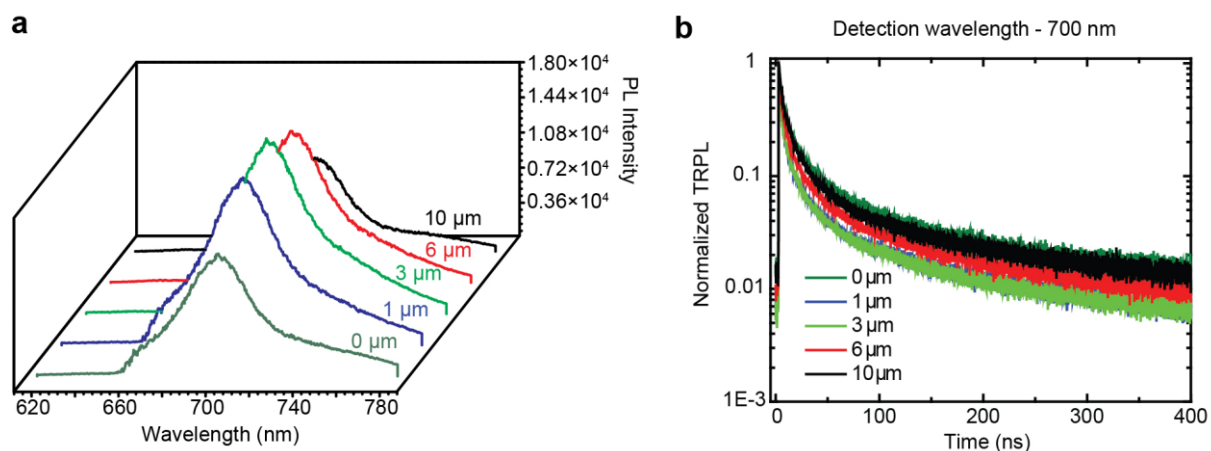 a
1.80×10⁴
1.44×10⁴
1.08×10⁴
0.72×10⁴
0.36×10⁴
PL Intensity
10 µm
6 µm
3 µm
1 µm
0 µm
620 660 700 740 780
Wavelength (nm)
b
Detection wavelength - 700 nm
1
0.1
0.01
1E-3
Normalized TRPL
0 µm
1 µm
3 µm
6 µm
10 µm
0 100 200 300 400
Time (ns)